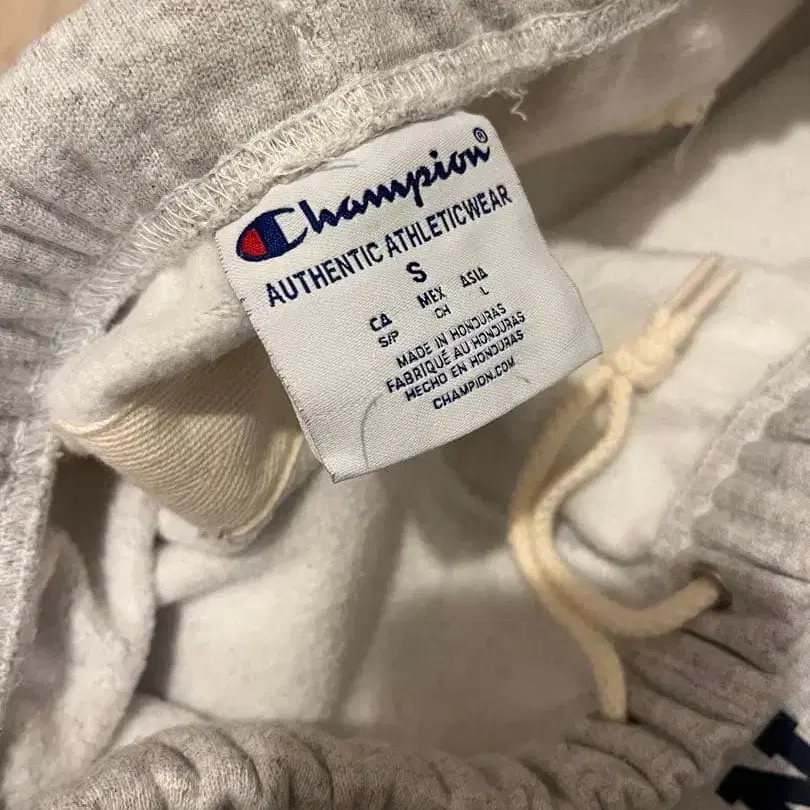 Champion®
AUTHENTIC ATHLETICWEAR
S
CA MEX ASIA
S/P CH L
MADE IN HONDURAS
FABRIQUÉ AU HONDURAS
HECHO EN HONDURAS
CHAMPION.COM